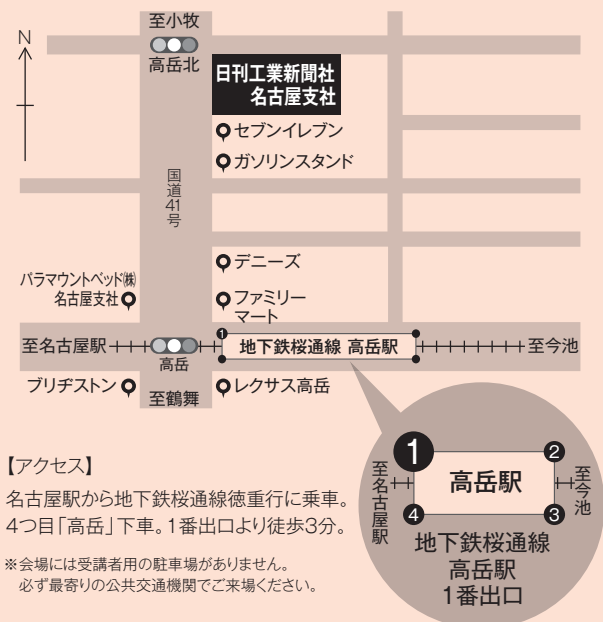 至小牧
N
高岳北
日刊工業新聞社
名古屋支社
セブンイレブン
ガソリンスタンド
国道41号
デニーズ
パラマウントベッド㈱
名古屋支社
ファミリー
マート
至名古屋駅
1
地下鉄桜通線 高岳駅
至今池
高岳
ブリヂストン
至鶴舞
レクサス高岳
1
2
至名古屋駅
高岳駅
至今池
4
3
地下鉄桜通線
高岳駅
1番出口
【アクセス】
名古屋駅から地下鉄桜通線徳重行に乗車。
4つ目「高岳」下車。1番出口より徒歩3分。
※会場には受講者用の駐車場がありません。
必ず最寄りの公共交通機関でご来場ください。